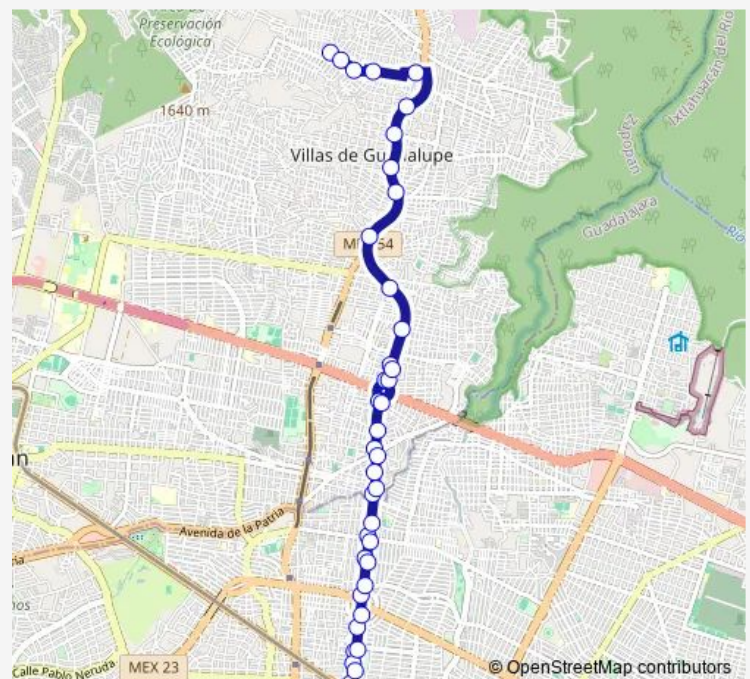 Preservación
Ecológica
1640 m
Villas de Gu
alupe
Ixtlahuacán del Río
Zapopan
Guadalajara
Río
54
Avenida de la Patria
Calle Pablo Neruda
MEX 23
© OpenStreetMap contributors